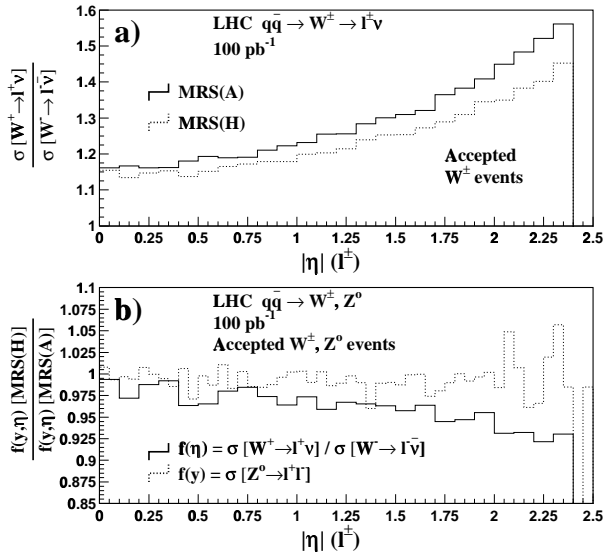 a)
LHC qq̄ → W± → l±ν
100 pb⁻¹
MRS(A)
MRS(H)
Accepted
W± events
σ [W⁺→l⁺ν]
σ [W⁻→ l⁻ν̄]
1.6
1.5
1.4
1.3
1.2
1.1
1
0 0.25 0.5 0.75 1 1.25 1.5 1.75 2 2.25 2.5
|η| (l±)
b)
LHC qq̄ → W±, Z⁰
100 pb⁻¹
Accepted W±, Z⁰ events
f(η) = σ [W⁺→l⁺ν] / σ [W⁻→ l⁻ν̄]
f(y) = σ [Z⁰→l⁺l⁻]
f(y,η) [MRS(H)]
f(y,η) [MRS(A)]
1.1
1.075
1.05
1.025
1
0.975
0.95
0.925
0.9
0.875
0.85
0 0.25 0.5 0.75 1 1.25 1.5 1.75 2 2.25 2.5
|η| (l±)